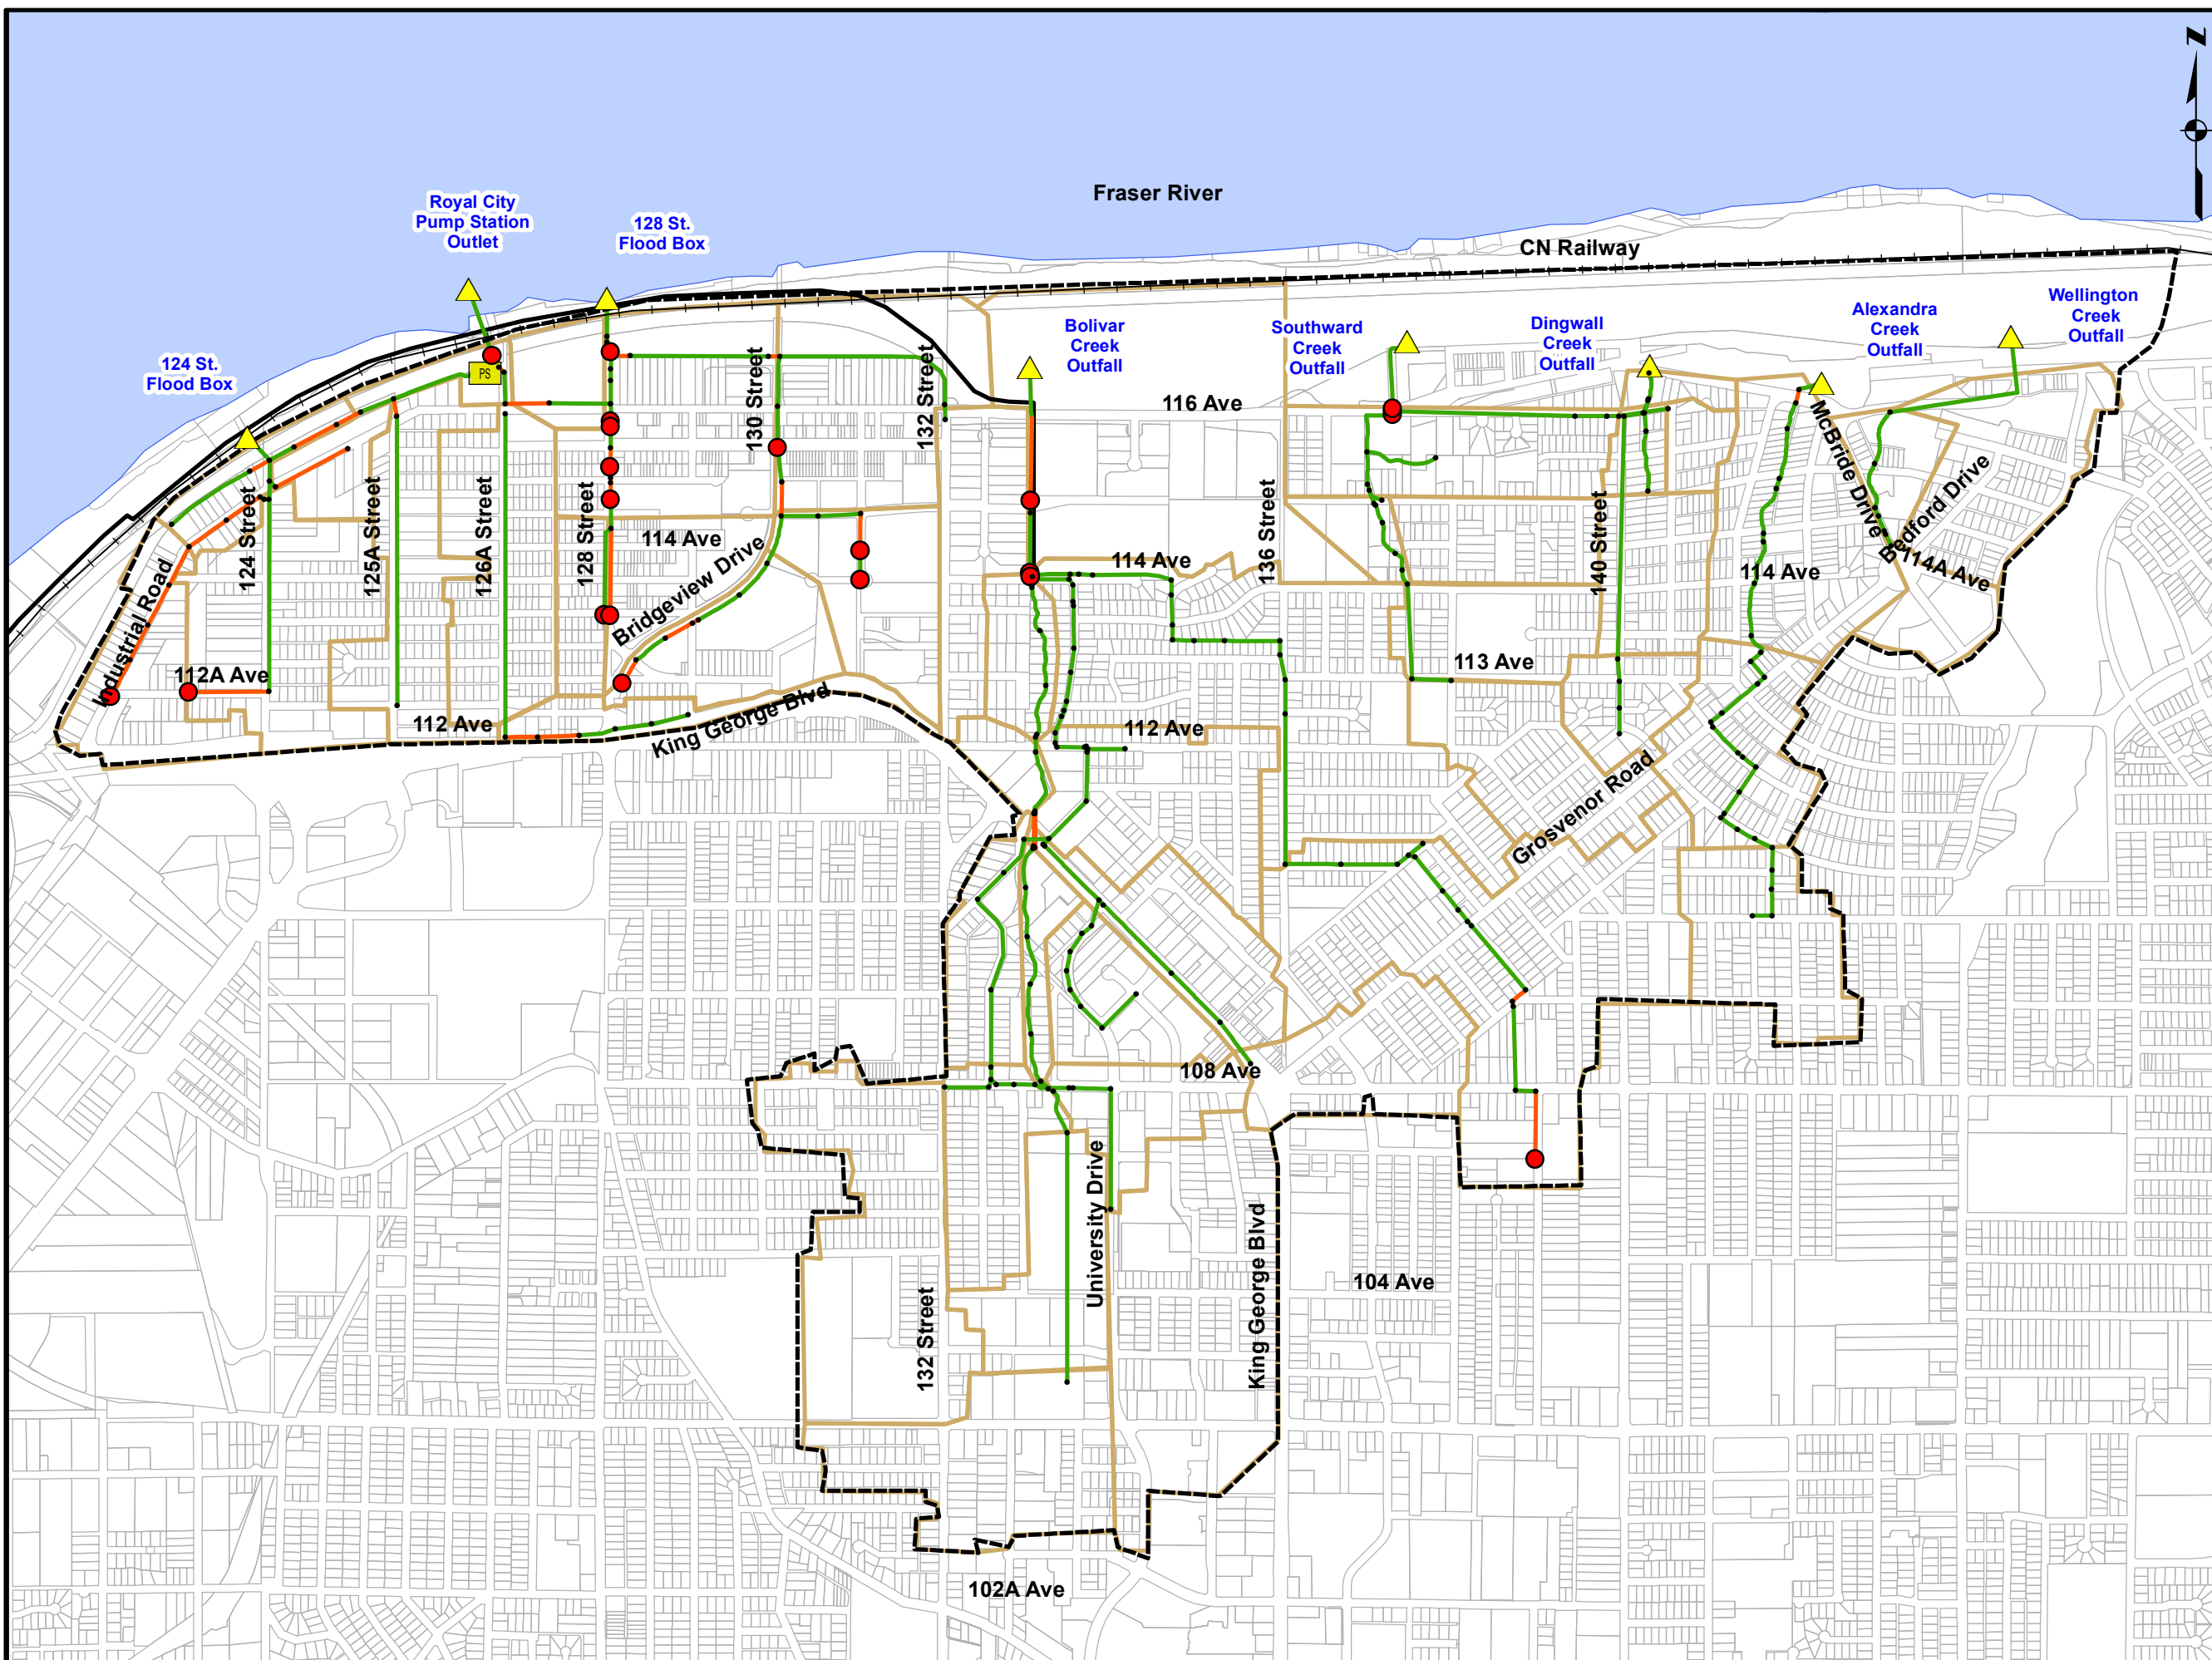 N
Fraser River
Royal City
Pump Station
Outlet
128 St.
Flood Box
CN Railway
Wellington
Creek
Outfall
Alexandra
Creek
Outfall
Dingwall
Creek
Outfall
Southward
Creek
Outfall
Bolivar
Creek
Outfall
124 St.
Flood Box
PS
116 Ave
132 Street
130 Street
McBride Drive
Bedford Drive
124 Street
125A Street
126A Street
128 Street
136 Street
140 Street
114 Ave
114 Ave
114 Ave
114A Ave
Bridgeview Drive
Industrial Road
112A Ave
113 Ave
112 Ave
King George Blvd
112 Ave
Grosvenor Road
108 Ave
University Drive
King George Blvd
104 Ave
132 Street
102A Ave